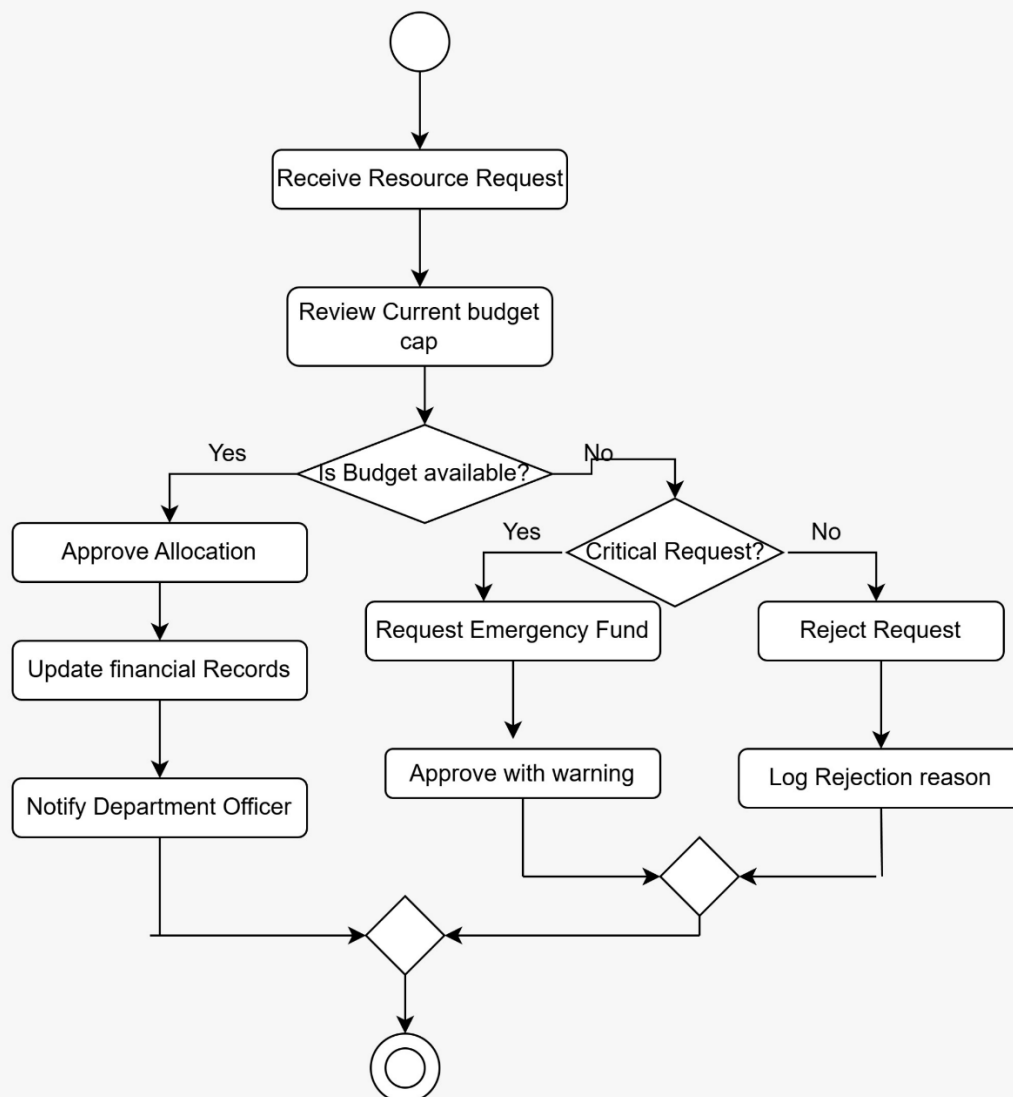 Receive Resource Request
Review Current budget
cap
Yes
Is Budget available?
No
Approve Allocation
Yes
Critical Request?
No
Request Emergency Fund
Reject Request
Update financial Records
Approve with warning
Log Rejection reason
Notify Department Officer